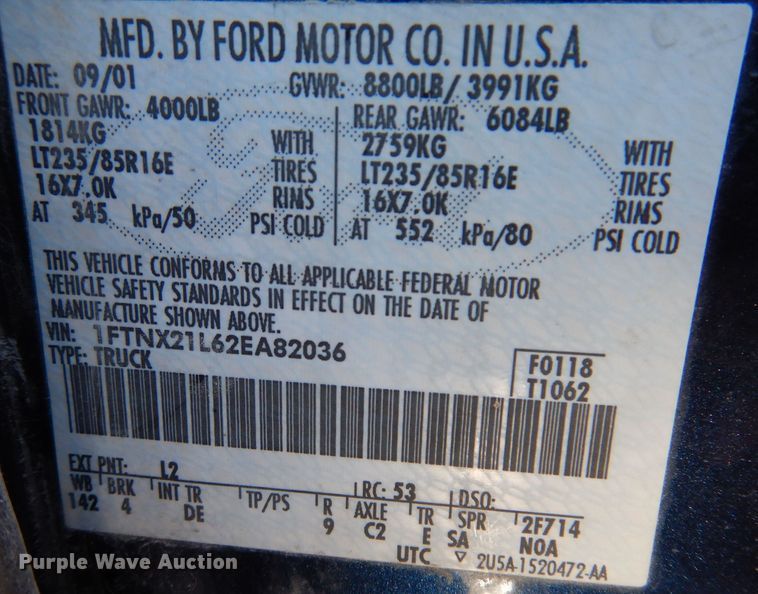 MFD. BY FORD MOTOR CO. IN U.S.A.
DATE: 09/01 GVWR: 8800LB/ 3991KG
FRONT GAWR: 4000LB REAR GAWR: 6084LB
1814KG WITH 2759KG WITH
LT235/85R16E TIRES LT235/85R16E TIRES
16X7.0K RIMS 16X7.0K RIMS
AT 345 kPa/50 PSI COLD AT 552 kPa/80 PSI COLD
THIS VEHICLE CONFORMS TO ALL APPLICABLE FEDERAL MOTOR
VEHICLE SAFETY STANDARDS IN EFFECT ON THE DATE OF
MANUFACTURE SHOWN ABOVE.
VIN: 1FTNX21L62EA82036
TYPE: TRUCK
F0118
T1062
EXT PNT: L2 RC: 53 DSO:
WB BRK INT TR TP/PS R AXLE TR SPR 2F714
142 4 DE 9 C2 E SA NOA
UTC ▽ 2U5A-1520472-AA
Purple Wave Auction